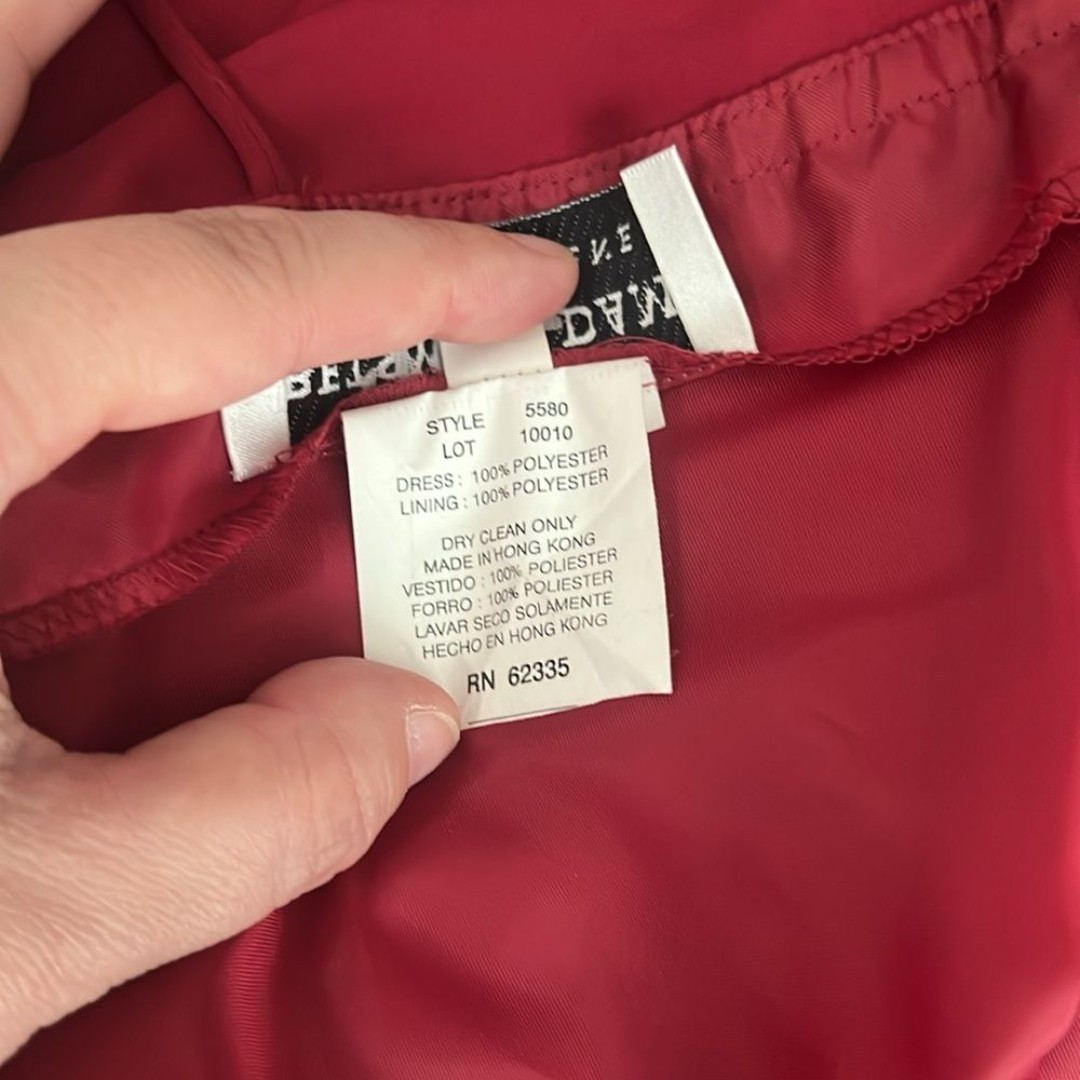 STYLE 5580
LOT 10010
DRESS: 100% POLYESTER
LINING: 100% POLYESTER
DRY CLEAN ONLY
MADE IN HONG KONG
VESTIDO: 100% POLIESTER
FORRO: 100% POLIESTER
LAVAR SECO SOLAMENTE
HECHO EN HONG KONG
RN 62335